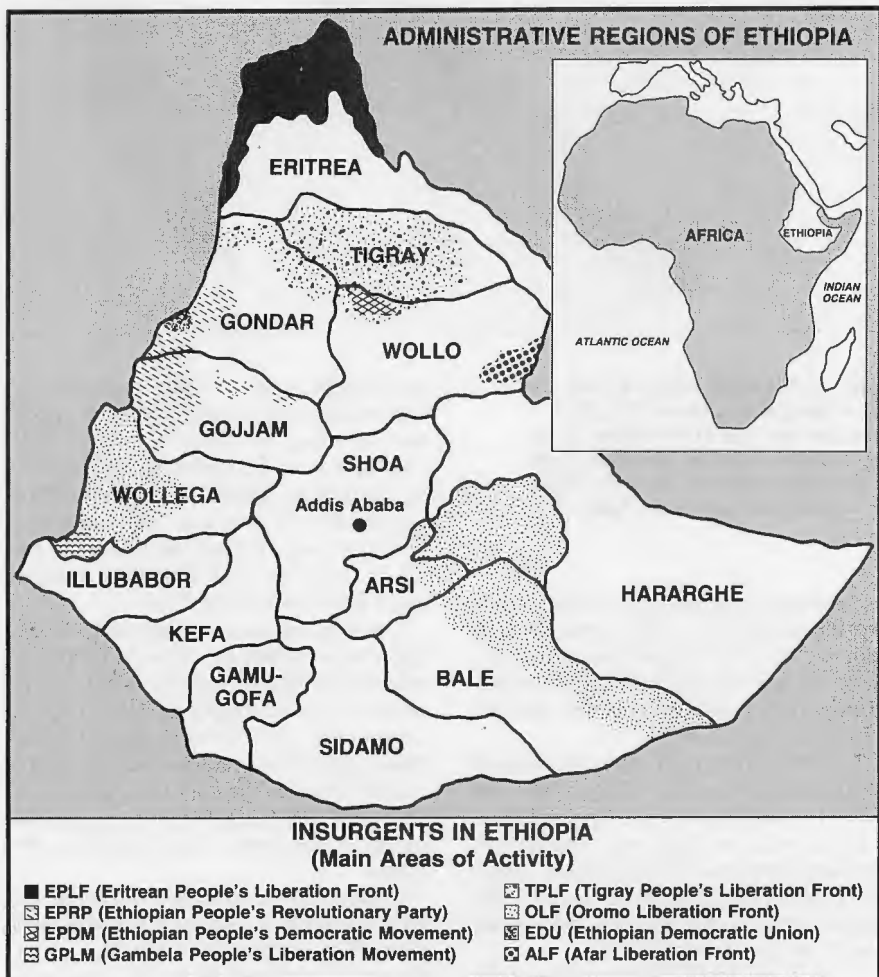 ADMINISTRATIVE REGIONS OF ETHIOPIA
ERITREA
TIGRAY
GONDAR
WOLLO
GOJJAM
SHOA
WOLLEGA
Addis Ababa
ILLUBABOR
ARSI
HARARGHE
KEFA
GAMU-
GOFA
BALE
SIDAMO
AFRICA
ETHIOPIA
INDIAN
OCEAN
ATLANTIC OCEAN
INSURGENTS IN ETHIOPIA
(Main Areas of Activity)
EPLF (Eritrean People's Liberation Front)
EPRP (Ethiopian People's Revolutionary Party)
EPDM (Ethiopian People's Democratic Movement)
GPLM (Gambela People's Liberation Movement)
TPLF (Tigray People's Liberation Front)
OLF (Oromo Liberation Front)
EDU (Ethiopian Democratic Union)
ALF (Afar Liberation Front)